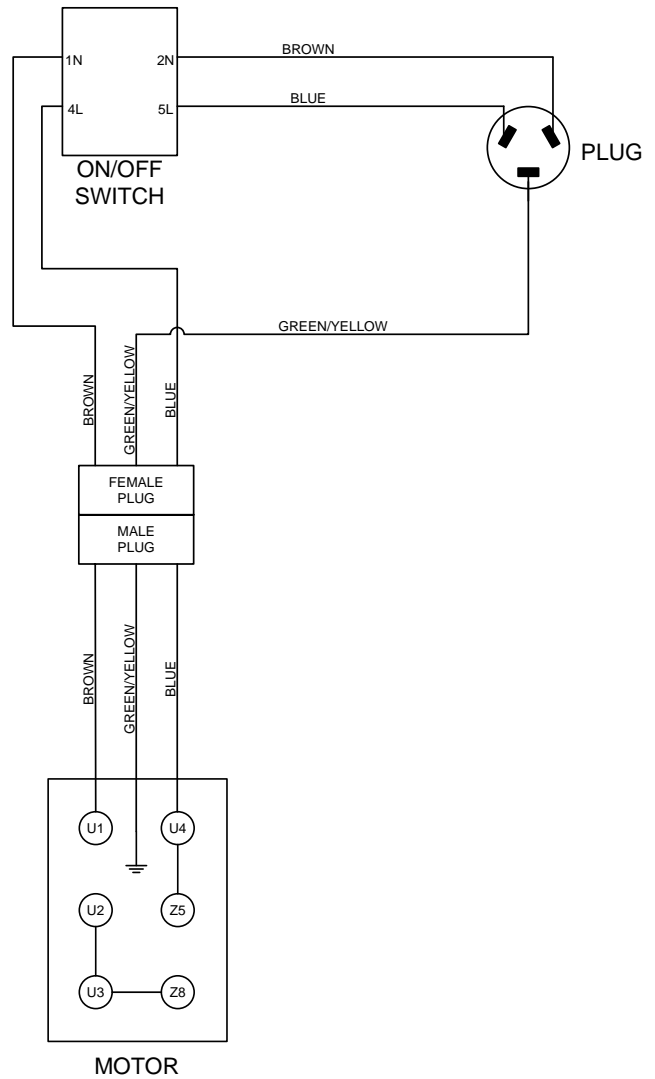 1N
2N
BROWN
4L
5L
BLUE
ON/OFF
SWITCH
PLUG
GREEN/YELLOW
BROWN
GREEN/YELLOW
BLUE
FEMALE
PLUG
MALE
PLUG
BROWN
GREEN/YELLOW
BLUE
U1
U4
U2
Z5
U3
Z8
MOTOR